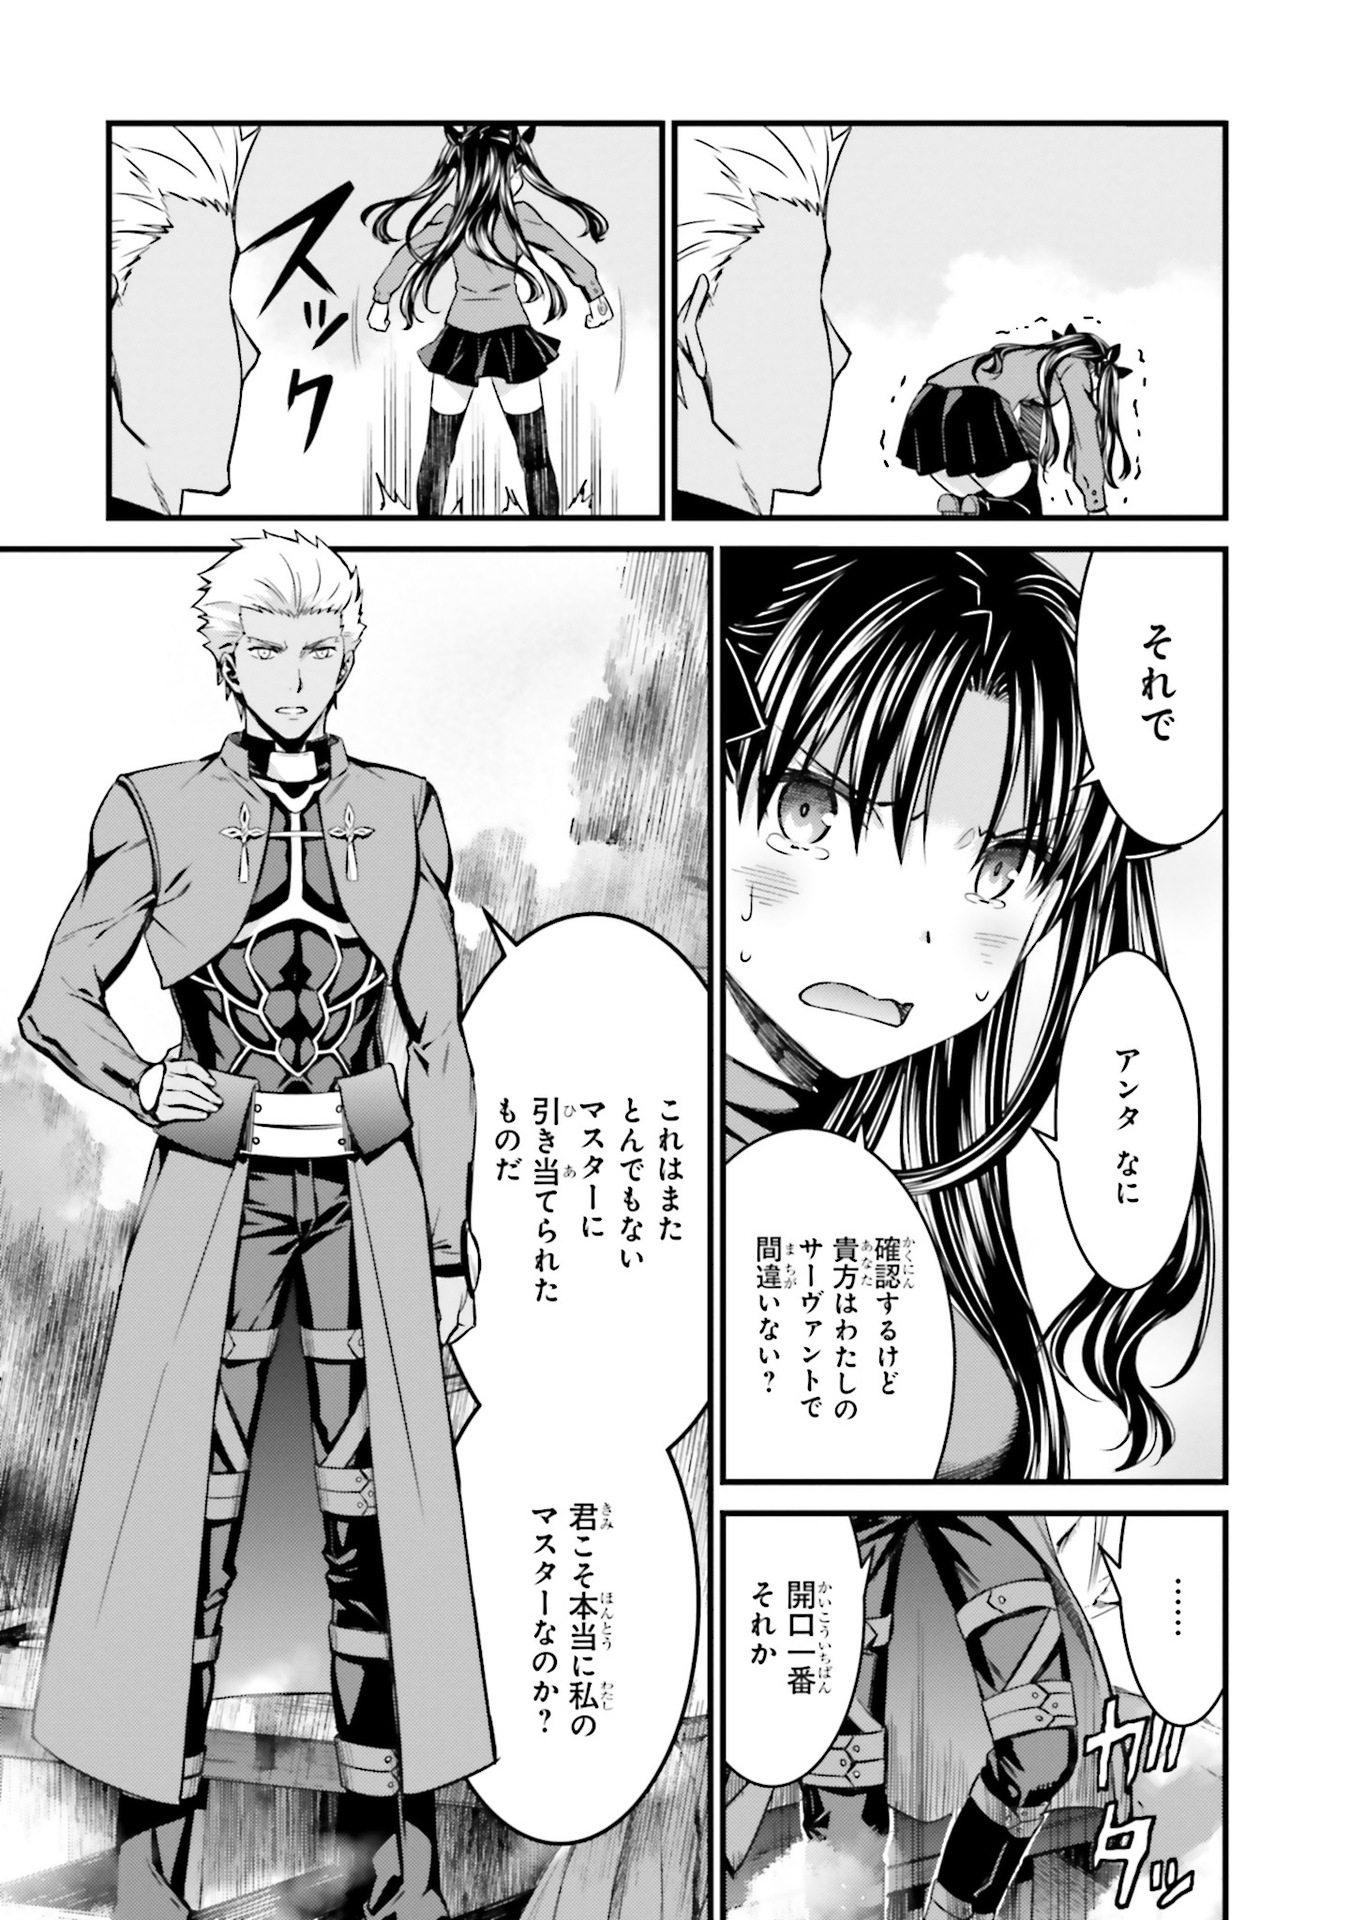 スック
それで
アンタ なに
確認するけど
貴方はわたしの
サーヴァントで
間違いない?
……
開口一番
それか
ガタッ
これはまた
とんでもない
マスターに
引き当てられた
ものだ
君こそ本当に私の
マスターなのか?